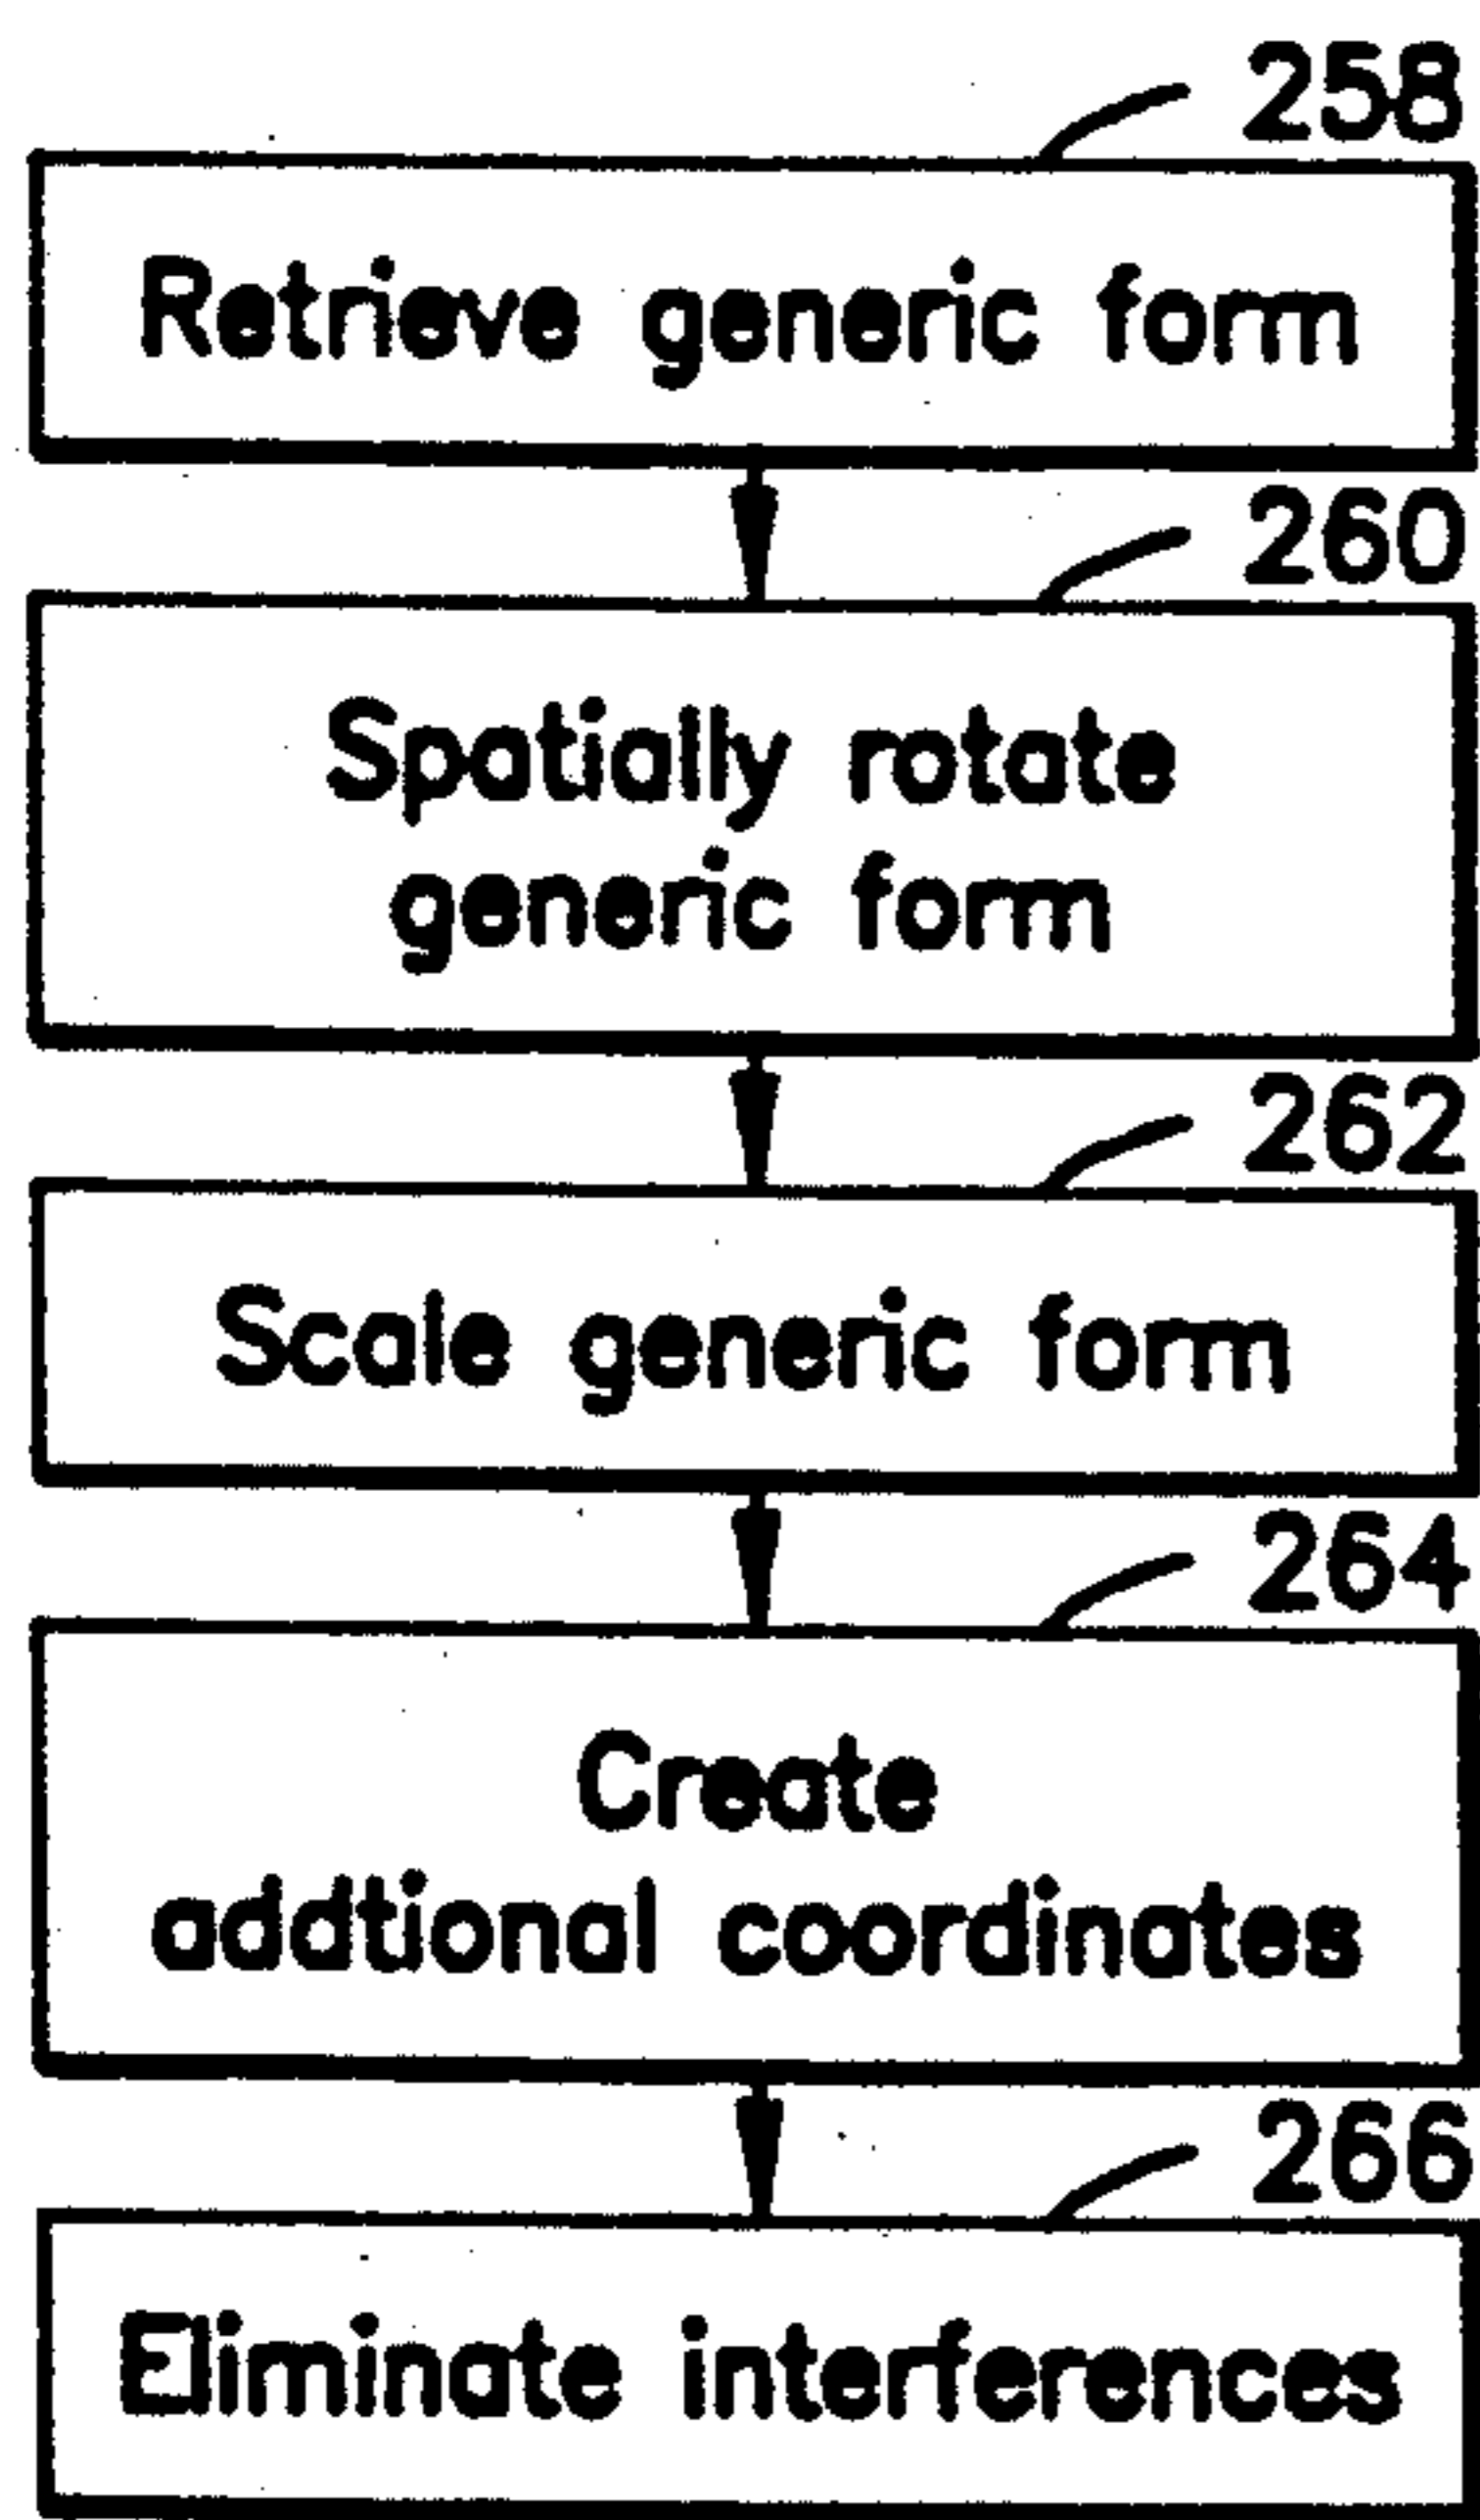 258
Retrieve generic form
260
Spatially rotate
generic form
262
Scale generic form
264
Create
addtional coordinates
266
Eliminate interferences